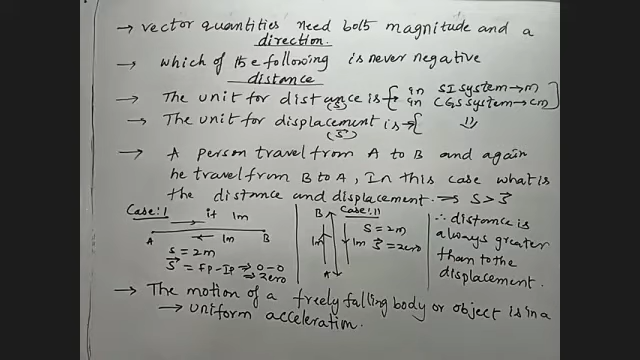 → vector quantities need both magnitude and a
direction.
→ which of the following is never negative
distance
→ The unit for distance is { in SI system → m
(s) in CGS system → cm
→ The unit for displacement is → { "
(s⃗)
→ A person travel from A to B and again
he travel from B to A, In this case what is
the distance and displacement → S > S⃗
Case: I
1m
A 1m B
S = 2m
S⃗ = FP - IP ⇒ 0 - 0
⇒ Zero
Case: II
B
S = 2m
1m 1m S⃗ = zero
A
∴ distance is
always greater
than to the
displacement.
→ The motion of a freely falling body or object is in a
→ uniform acceleration.